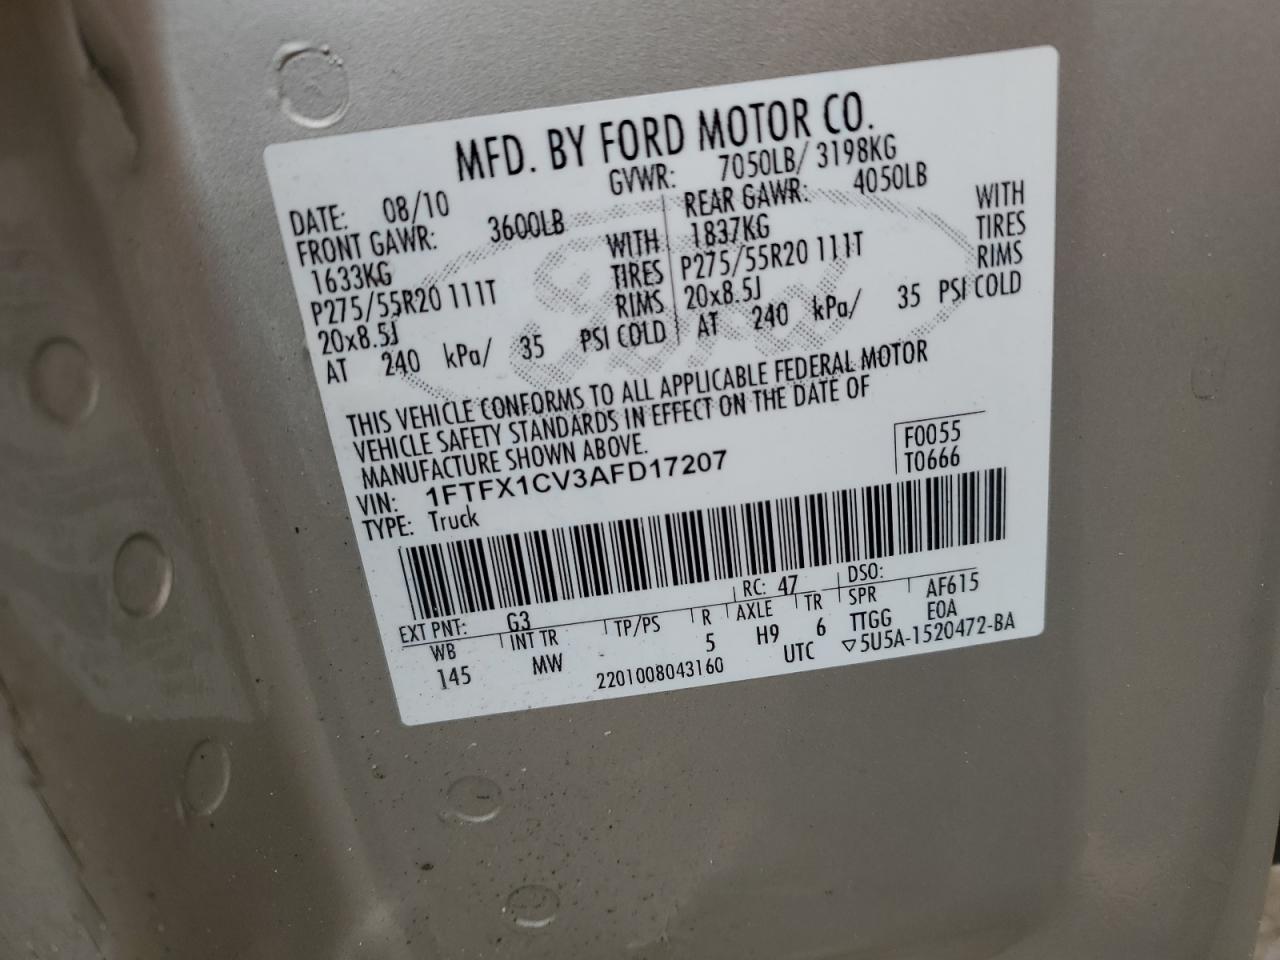 MFD. BY FORD MOTOR CO.
DATE: 08/10 GVWR: 7050LB/ 3198KG
FRONT GAWR: 3600LB REAR GAWR: 4050LB
1633KG WITH 1837KG WITH
P275/55R20 111T TIRES P275/55R20 111T TIRES
20x8.5J RIMS 20x8.5J RIMS
AT 240 kPa/ 35 PSI COLD AT 240 kPa/ 35 PSI COLD
THIS VEHICLE CONFORMS TO ALL APPLICABLE FEDERAL MOTOR
VEHICLE SAFETY STANDARDS IN EFFECT ON THE DATE OF
MANUFACTURE SHOWN ABOVE.
VIN: 1FTFX1CV3AFD17207 F0055
TYPE: Truck T0666
EXT PNT: G3 RC: 47 DSO:
WB INT TR TP/PS R AXLE TR SPR AF615
145 MW 5 H9 6 TTGG E0A
2201008043160 UTC ▽5U5A-1520472-BA